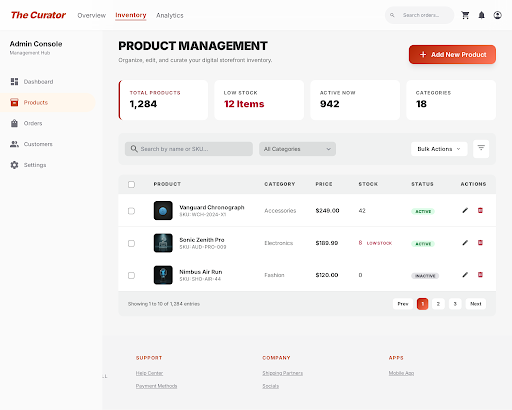 The Curator
Overview Inventory Analytics
Search orders...
Admin Console
Management Hub
Dashboard
Products
Orders
Customers
Settings
PRODUCT MANAGEMENT
Organize, edit, and curate your digital storefront inventory.
+ Add New Product
TOTAL PRODUCTS
1,284
LOW STOCK
12 Items
ACTIVE NOW
942
CATEGORIES
18
Search by name or SKU...
All Categories
Bulk Actions
PRODUCT CATEGORY PRICE STOCK STATUS ACTIONS
Vanguard Chronograph
SKU: WCH-2024-X1
Accessories $249.00 42 ACTIVE
Sonic Zenith Pro
SKU: AUD-PRO-009
Electronics $189.99 8 LOW STOCK ACTIVE
Nimbus Air Run
SKU: SHO-AIR-44
Fashion $120.00 0 INACTIVE
Showing 1 to 10 of 1,284 entries
Prev 1 2 3 Next
SUPPORT
Help Center
Payment Methods
COMPANY
Shipping Partners
Socials
APPS
Mobile App